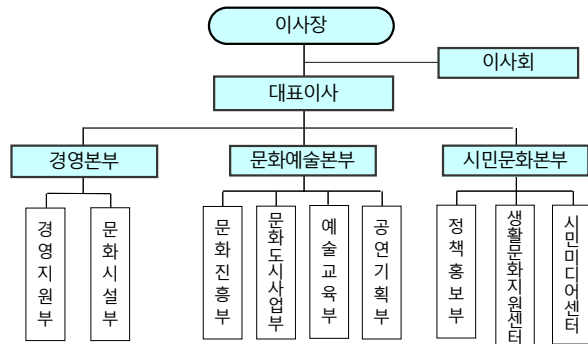 이사장
이사회
대표이사
경영본부
문화예술본부
시민문화본부
경영지원부
문화시설부
문화진흥부
문화도시사업부
예술교육부
공연기획부
정책홍보부
생활문화지원센터
시민미디어센터